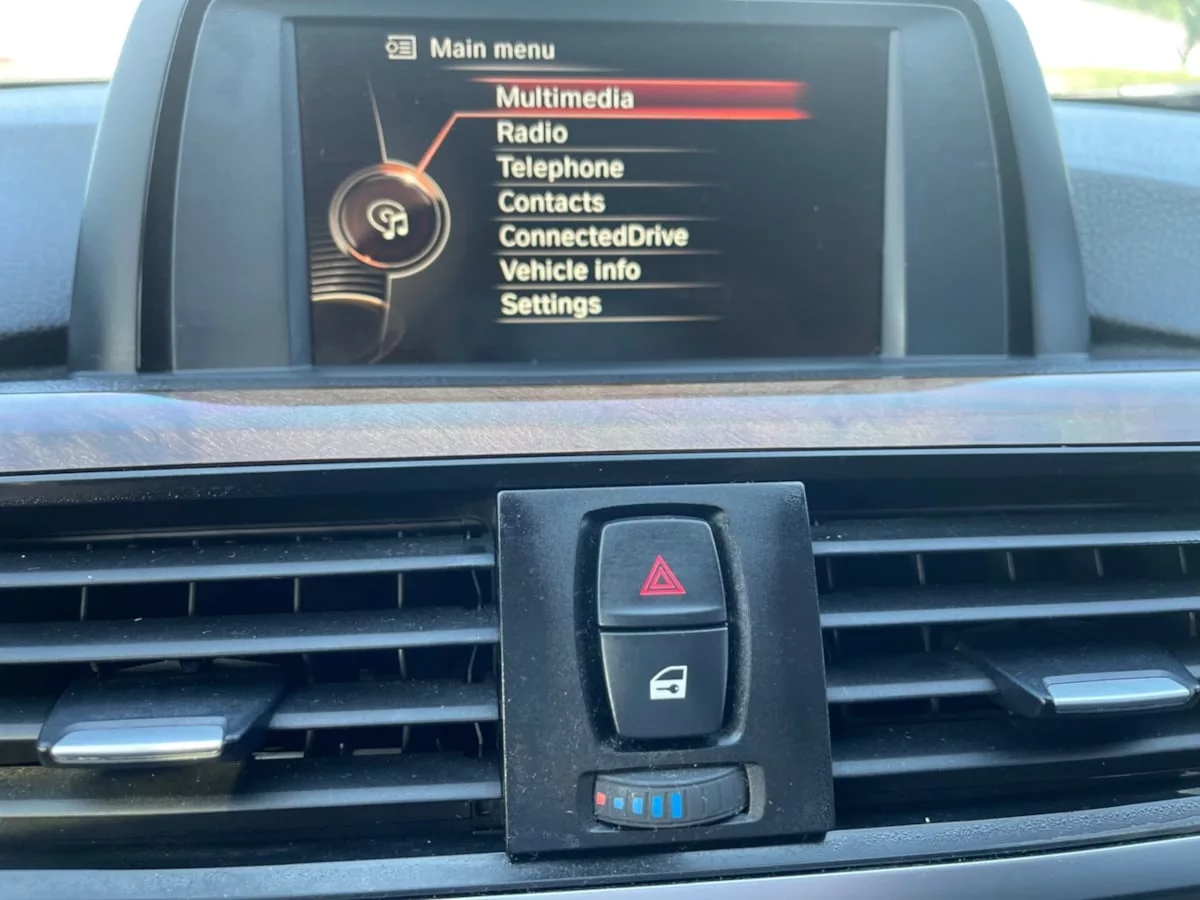 Main menu
Multimedia
Radio
Telephone
Contacts
ConnectedDrive
Vehicle info
Settings